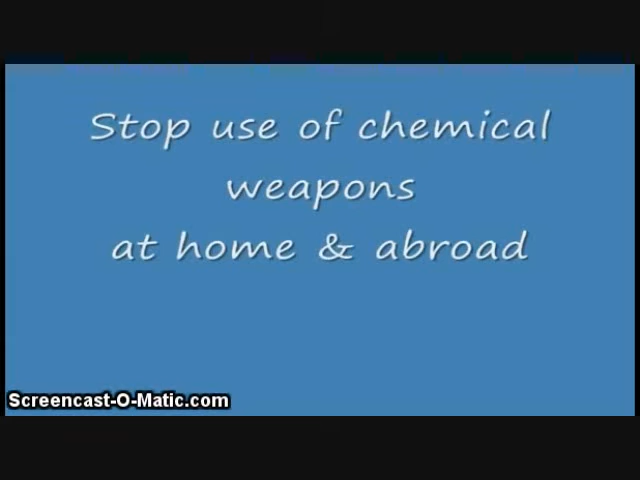 Stop use of chemical
weapons
at home & abroad
Screencast-O-Matic.com